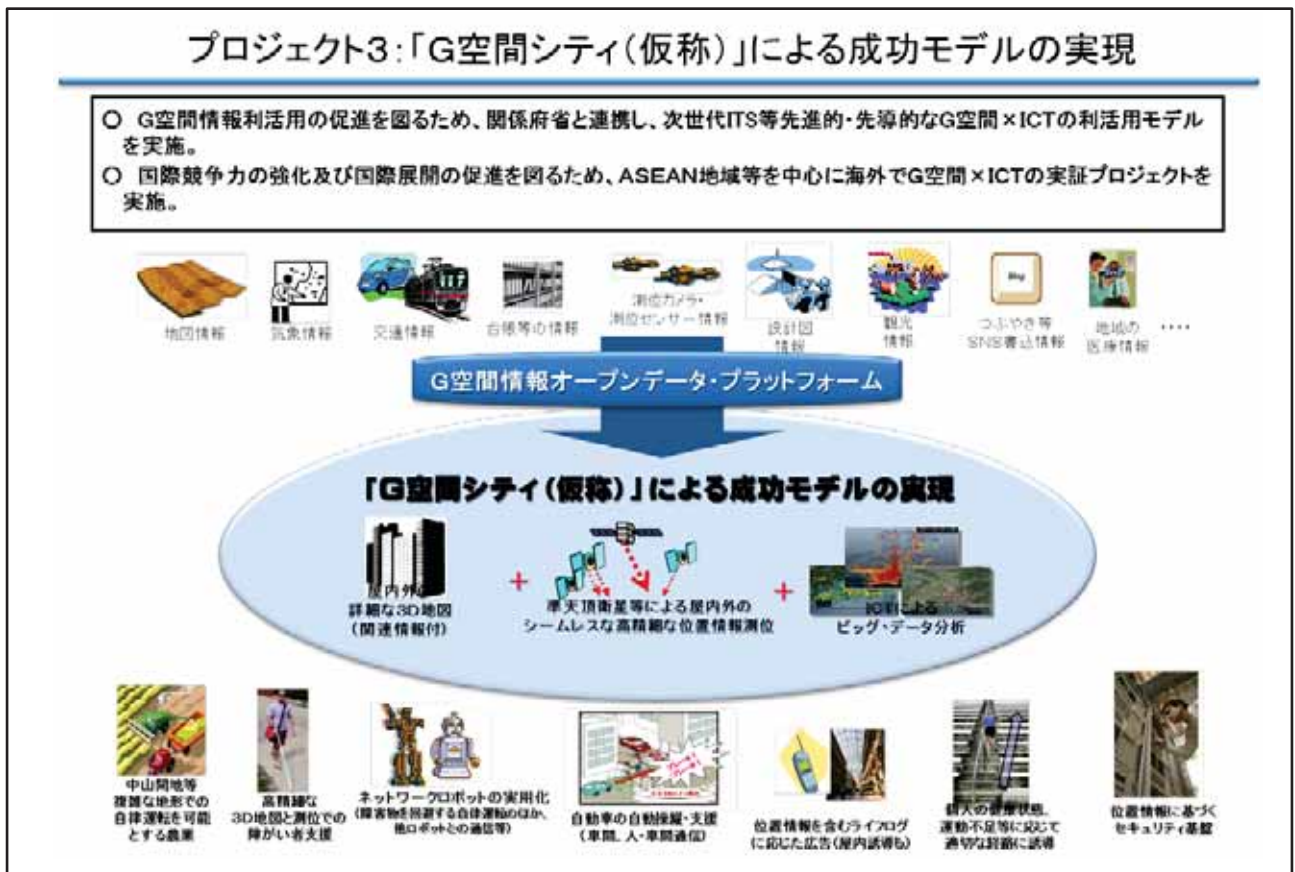 プロジェクト3:「G空間シティ(仮称)」による成功モデルの実現
○ G空間情報利活用の促進を図るため、関係府省と連携し、次世代ITS等先進的・先導的なG空間×ICTの利活用モデル
を実施。
○ 国際競争力の強化及び国際展開の促進を図るため、ASEAN地域等を中心に海外でG空間×ICTの実証プロジェクトを
実施。
Blog
地図情報
気象情報
交通情報
台帳等の情報
測位カメラ・
測位センサー情報
設計図
情報
観光
情報
つぶやき等
SNS書込情報
地域の
医療情報
‥‥
G空間情報オープンデータ・プラットフォーム
「G空間シティ(仮称)」による成功モデルの実現
屋内外の
詳細な3D地図
(関連情報付)
+
準天頂衛星等による屋内外の
シームレスな高精細な位置情報測位
+
ICTによる
ビッグ・データ分析
中山間地等
複雑な地形での
自律運転を可能
とする農業
高精細な
3D地図と測位での
障がい者支援
ネットワークロボットの実用化
(障害物を回避する自律運転のほか、
他ロボットとの通信等)
自動車の自動操縦・支援
(車間、人・車間通信)
位置情報を含むライフログ
に応じた広告(屋内誘導も)
個人の健康状態、
運動不足等に応じて
適切な経路に誘導
位置情報に基づく
セキュリティ基盤